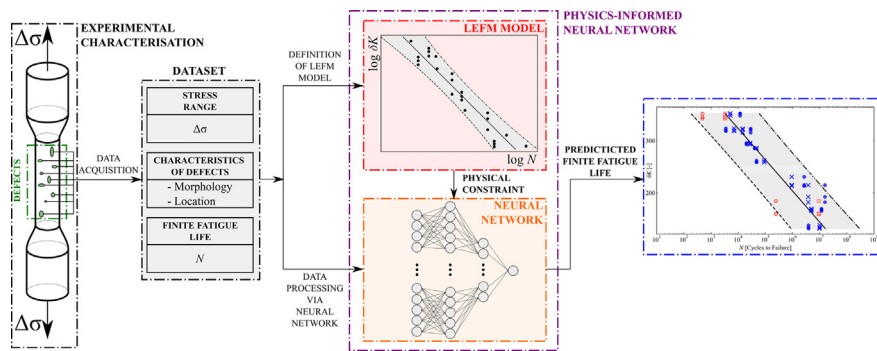 Δσ
EXPERIMENTAL
CHARACTERISATION
DEFECTS
Δσ
DATA
ACQUISITION
DATASET
STRESS
RANGE
Δσ
CHARACTERISTICS
OF DEFECTS
- Morphology
- Location
FINITE FATIGUE
LIFE
N
DEFINITION
OF LEFM
MODEL
DATA
PROCESSING
VIA
NEURAL
NETWORK
PHYSICS-INFORMED
NEURAL NETWORK
LEFM MODEL
log δK
log N
PHYSICAL
CONSTRAINT
NEURAL
NETWORK
PREDICTICTED
FINITE FATIGUE
LIFE
300
200
N [Cycles to Failure]